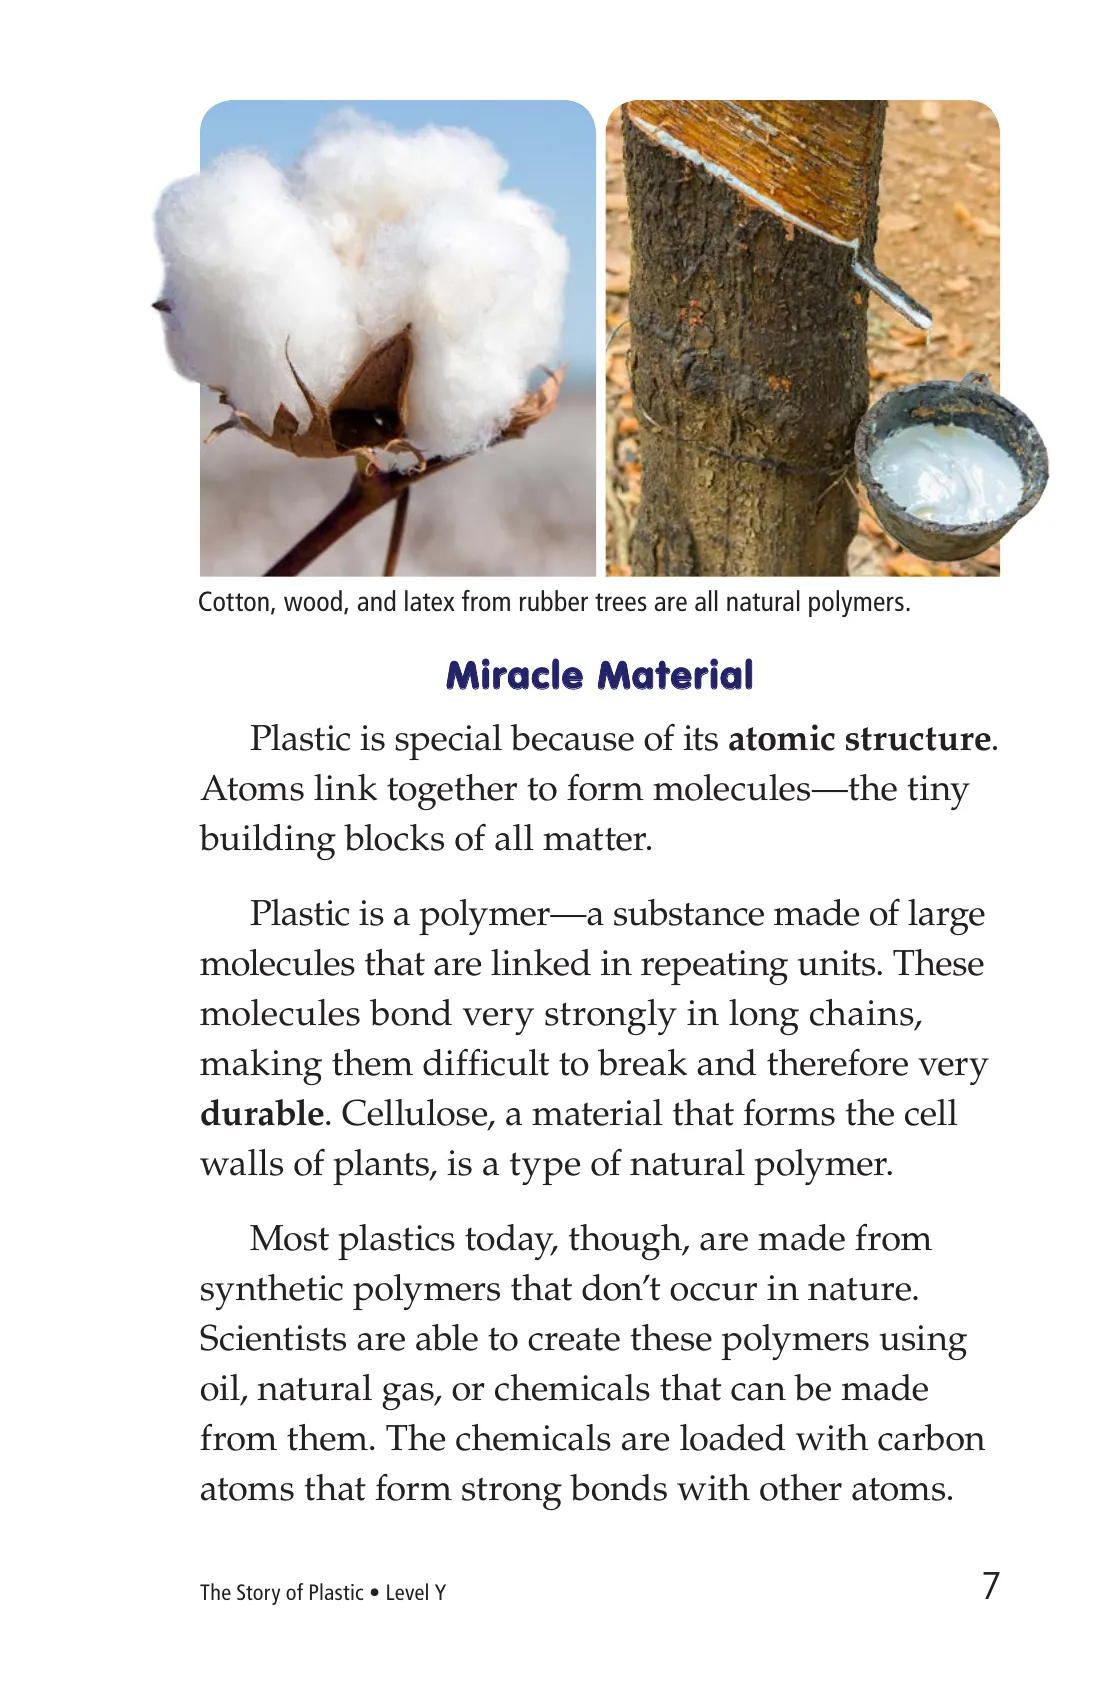 Cotton, wood, and latex from rubber trees are all natural polymers.
Miracle Material
Plastic is special because of its atomic structure.
Atoms link together to form molecules—the tiny
building blocks of all matter.
Plastic is a polymer—a substance made of large
molecules that are linked in repeating units. These
molecules bond very strongly in long chains,
making them difficult to break and therefore very
durable. Cellulose, a material that forms the cell
walls of plants, is a type of natural polymer.
Most plastics today, though, are made from
synthetic polymers that don’t occur in nature.
Scientists are able to create these polymers using
oil, natural gas, or chemicals that can be made
from them. The chemicals are loaded with carbon
atoms that form strong bonds with other atoms.
The Story of Plastic • Level Y
7